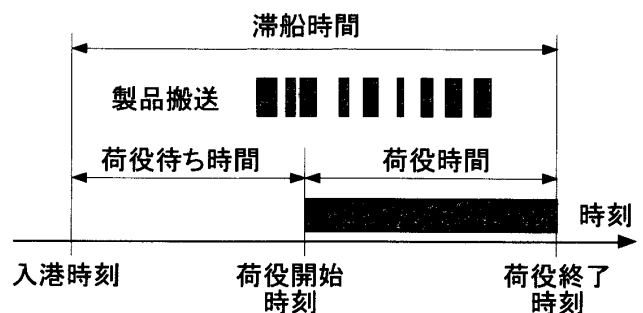 滞船時間
製品搬送
荷役待ち時間
荷役時間
時刻
入港時刻
荷役開始
時刻
荷役終了
時刻